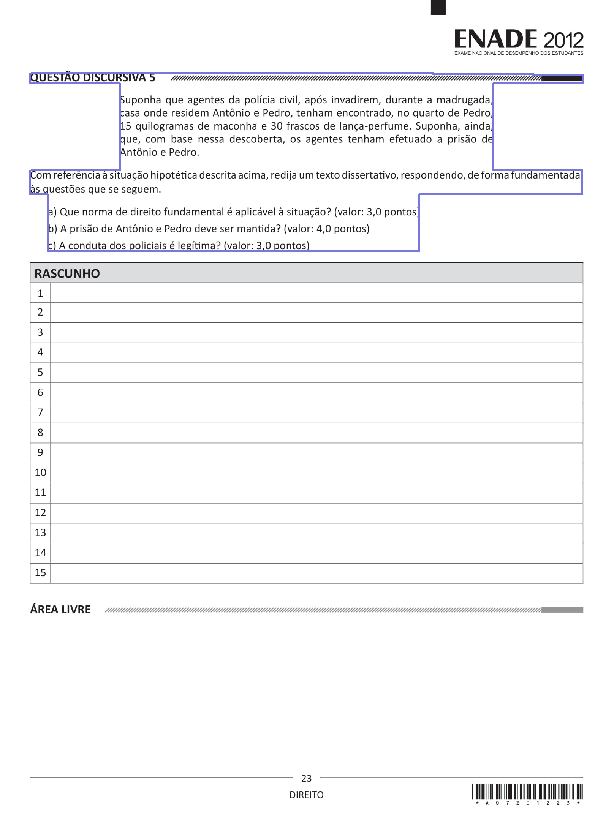 ENADE 2012
EXAME NACIONAL DE DESEMPENHO DOS ESTUDANTES
QUESTÃO DISCURSIVA 5
Suponha que agentes da polícia civil, após invadirem, durante a madrugada,
casa onde residem Antônio e Pedro, tenham encontrado, no quarto de Pedro,
15 quilogramas de maconha e 30 frascos de lança-perfume. Suponha, ainda,
que, com base nessa descoberta, os agentes tenham efetuado a prisão de
Antônio e Pedro.
Com referência à situação hipotética descrita acima, redija um texto dissertativo, respondendo, de forma fundamentada
às questões que se seguem.
a) Que norma de direito fundamental é aplicável à situação? (valor: 3,0 pontos)
b) A prisão de Antônio e Pedro deve ser mantida? (valor: 4,0 pontos)
c) A conduta dos policiais é legítima? (valor: 3,0 pontos)
RASCUNHO
1
2
3
4
5
6
7
8
9
10
11
12
13
14
15
ÁREA LIVRE
23
DIREITO